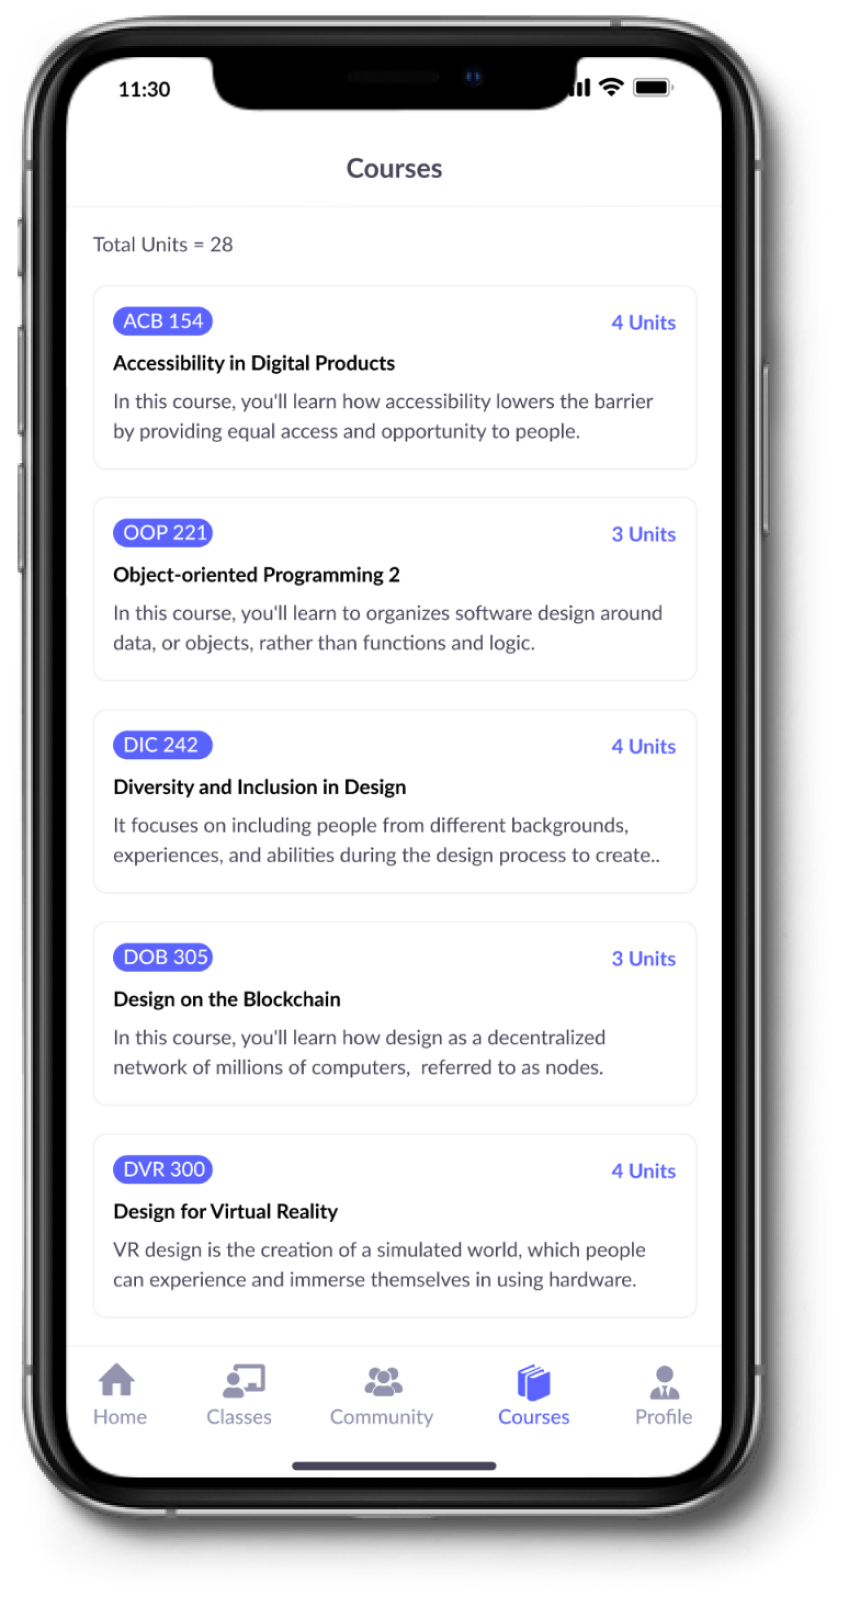 11:30
Courses
Total Units = 28
ACB 154
4 Units
Accessibility in Digital Products
In this course, you'll learn how accessibility lowers the barrier
by providing equal access and opportunity to people.
OOP 221
3 Units
Object-oriented Programming 2
In this course, you'll learn to organizes software design around
data, or objects, rather than functions and logic.
DIC 242
4 Units
Diversity and Inclusion in Design
It focuses on including people from different backgrounds,
experiences, and abilities during the design process to create..
DOB 305
3 Units
Design on the Blockchain
In this course, you'll learn how design as a decentralized
network of millions of computers,  referred to as nodes.
DVR 300
4 Units
Design for Virtual Reality
VR design is the creation of a simulated world, which people
can experience and immerse themselves in using hardware.
Home Classes Community Courses Profile